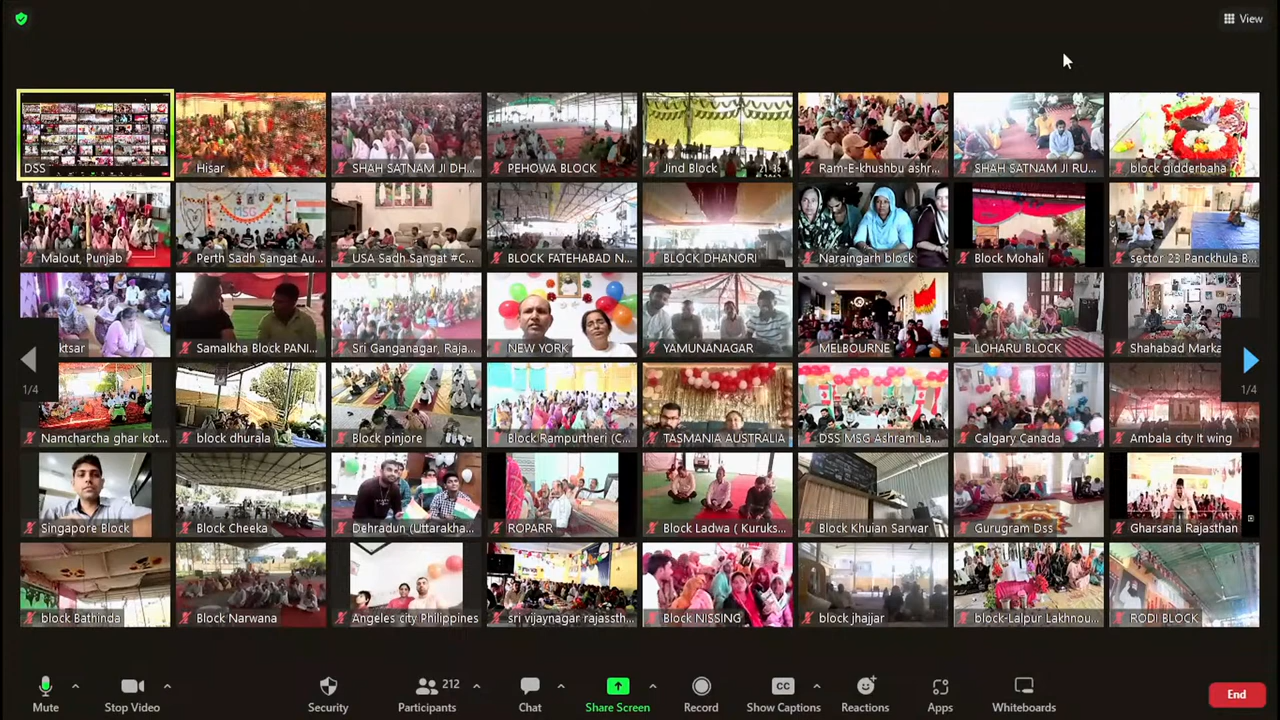 View
DSS
Hisar
SHAH SATNAM JI DH...
PEHOWA BLOCK
Jind Block
Ram-E-khushbu ashr...
SHAH SATNAM JI RU...
block gidderbaha
Malout, Punjab
Perth Sadh Sangat Au...
USA Sadh Sangat #C...
BLOCK FATEHABAD N...
BLOCK DHANORI
Naraingarh block
Block Mohali
sector 23 Panckhula B...
ktsar
Samalkha Block PANI...
Sri Ganganagar, Raja...
NEW YORK
YAMUNANAGAR
MELBOURNE
LOHARU BLOCK
Shahabad Marka
1/4
1/4
Namcharcha ghar kot...
block dhurala
Block pinjore
Block Rampurtheri (C...
TASMANIA AUSTRALIA
DSS MSG Ashram La...
Calgary Canada
Ambala city It wing
Singapore Block
Block Cheeka
Dehradun (Uttarakha...
ROPARR
Block Ladwa ( Kuruks...
Block Khuian Sarwar
Gurugram Dss
Gharsana Rajasthan
block Bathinda
Block Narwana
Angeles city Philippines
sri vijaynagar rajassth...
Block NISSING
block jhajjar
block-Lalpur Lakhnou...
RODI BLOCK
Mute
Stop Video
Security
Participants 212
Chat
Share Screen
Record
CC Show Captions
Reactions
Apps
Whiteboards
End